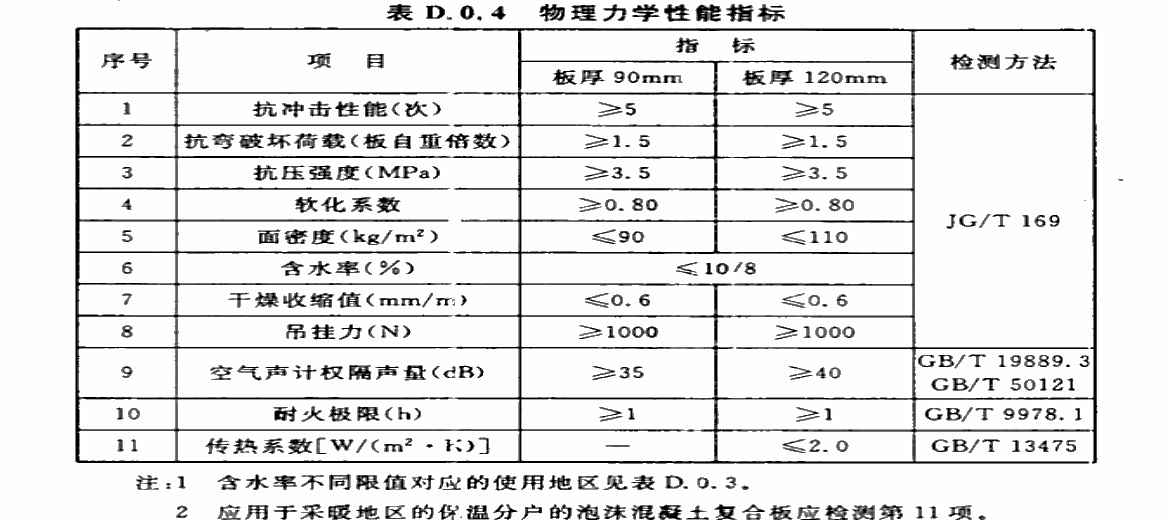 表 D. 0. 4 物理力学性能指标
序号 项 目 指 标 检测方法
板厚 90mm 板厚 120mm
1 抗冲击性能(次) ≥5 ≥5 JG/T 169
2 抗弯破坏荷载(板自重倍数) ≥1. 5 ≥1. 5
3 抗压强度(MPa) ≥3. 5 ≥3. 5
4 软化系数 ≥0. 80 ≥0. 80
5 面密度(kg/m²) ≤90 ≤110
6 含水率(%) ≤10/8
7 干燥收缩值(mm/m) ≤0. 6 ≤0. 6
8 吊挂力(N) ≥1000 ≥1000
9 空气声计权隔声量(dB) ≥35 ≥40 GB/T 19889. 3
GB/T 50121
10 耐火极限(h) ≥1 ≥1 GB/T 9978. 1
11 传热系数[W/(m²·K)] — ≤2. 0 GB/T 13475
注:1 含水率不同限值对应的使用地区见表 D. 0. 3。
2 应用于采暖地区的保温分户的泡沫混凝土复合板应检测第 11 项。